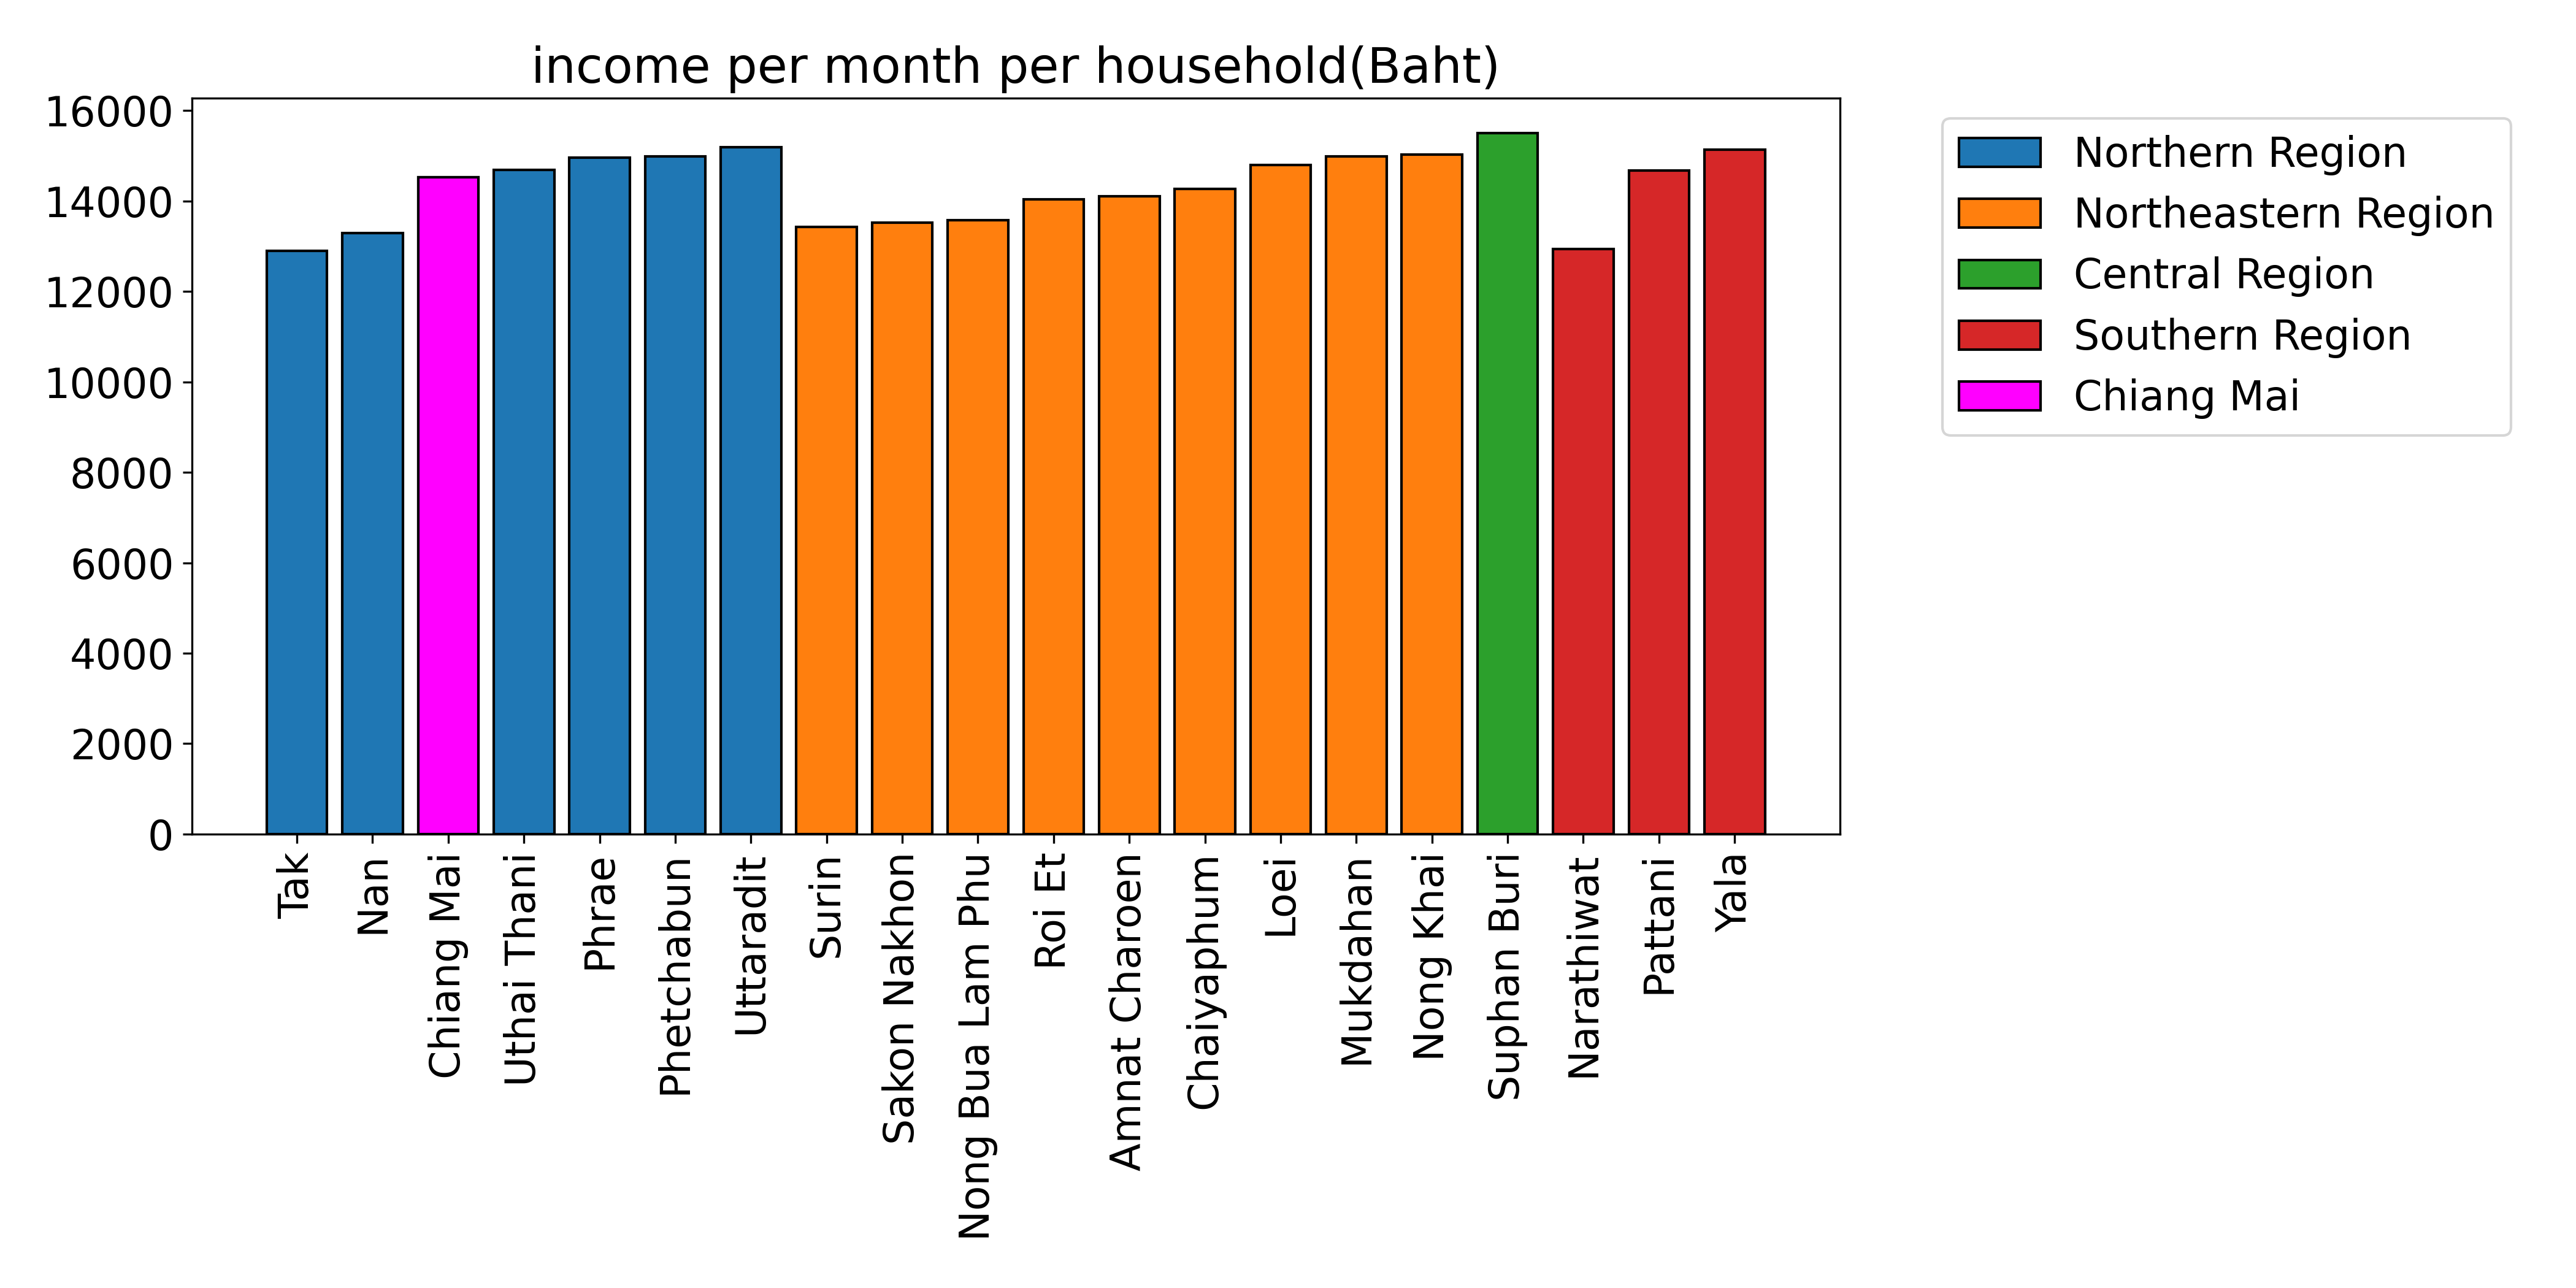 income per month per household(Baht)
16000
14000
12000
10000
8000
6000
4000
2000
0
Tak
Nan
Chiang Mai
Uthai Thani
Phrae
Phetchabun
Uttaradit
Surin
Sakon Nakhon
Nong Bua Lam Phu
Roi Et
Amnat Charoen
Chaiyaphum
Loei
Mukdahan
Nong Khai
Suphan Buri
Narathiwat
Pattani
Yala
Northern Region
Northeastern Region
Central Region
Southern Region
Chiang Mai